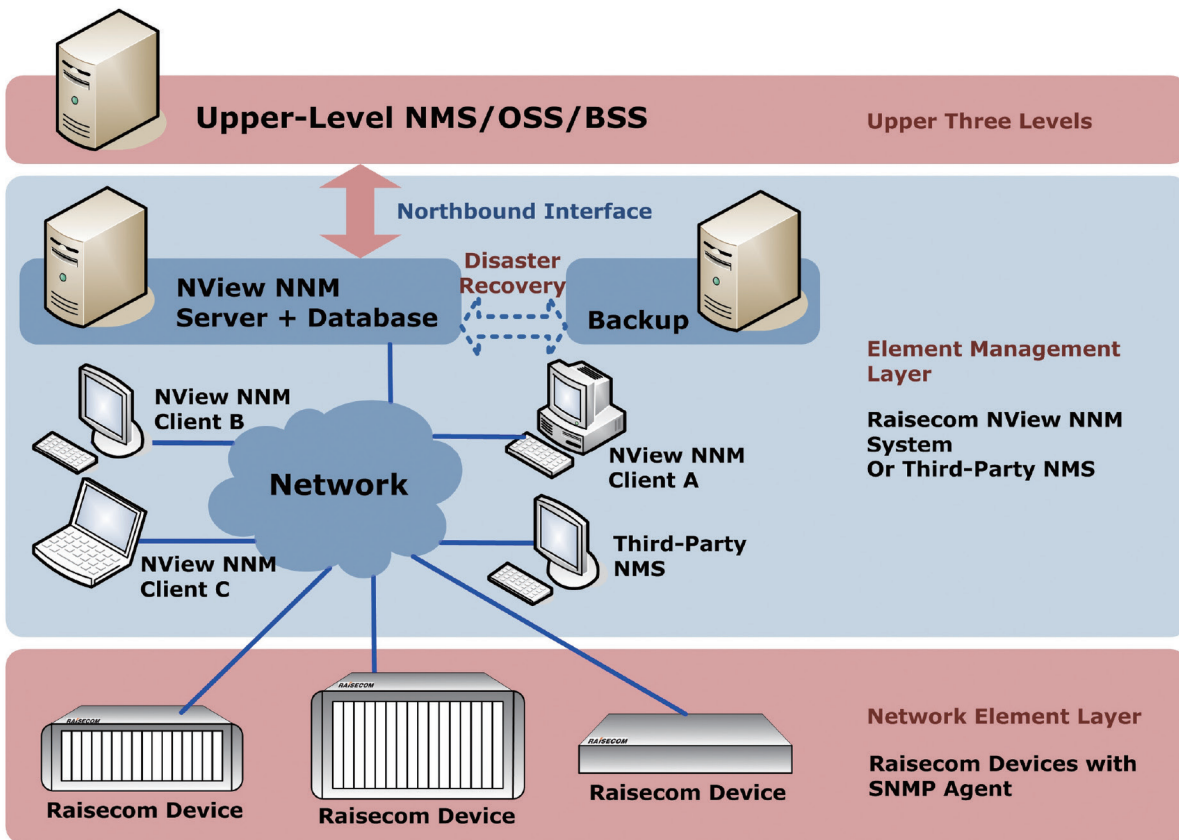 Upper-Level NMS/OSS/BSS
Upper Three Levels
Northbound Interface
Disaster
Recovery
NView NNM
Server + Database
Backup
Element Management
Layer
Raisecom NView NNM
System
Or Third-Party NMS
NView NNM
Client B
NView NNM
Client A
Network
NView NNM
Client C
Third-Party
NMS
RAISECOM
RAISECOM
RAISECOM
Raisecom Device
Raisecom Device
Raisecom Device
Network Element Layer
Raisecom Devices with
SNMP Agent